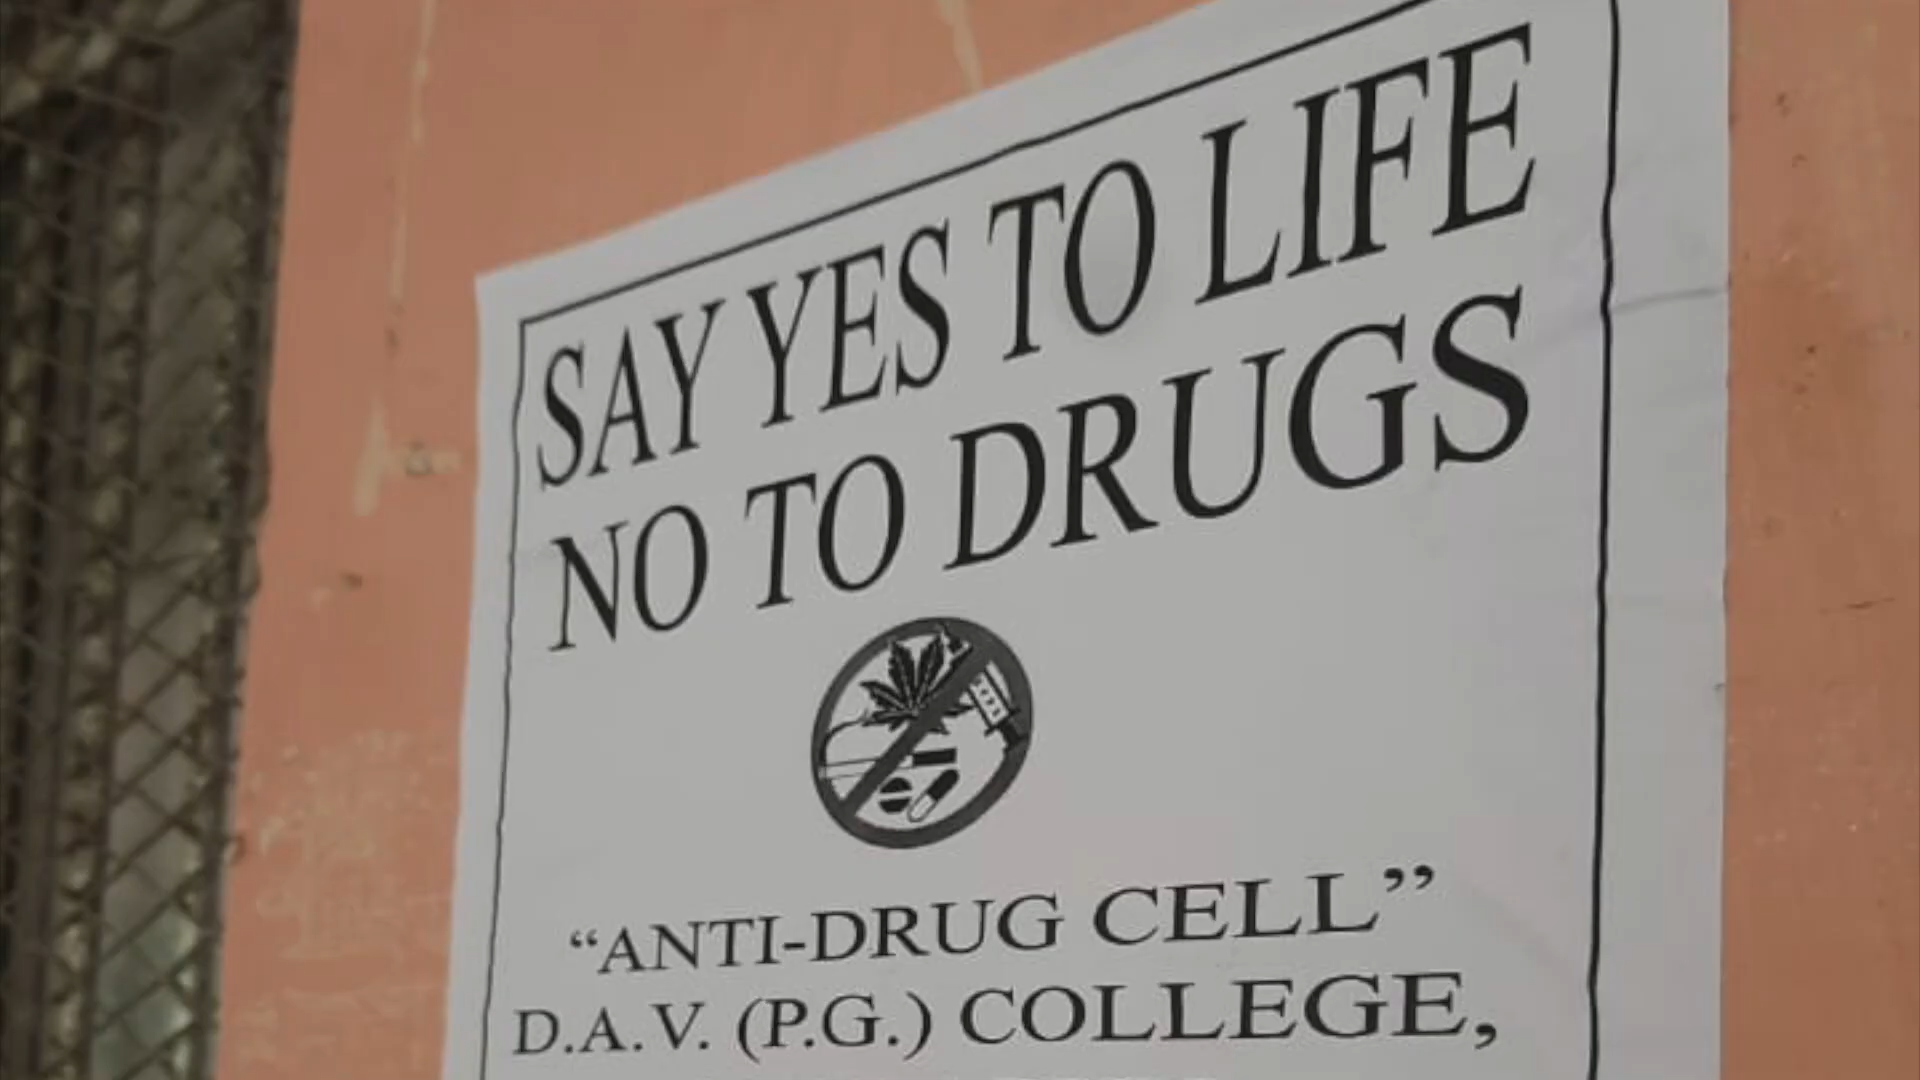 SAY YES TO LIFE
NO TO DRUGS
“ANTI-DRUG CELL”
D.A.V. (P.G.) COLLEGE,